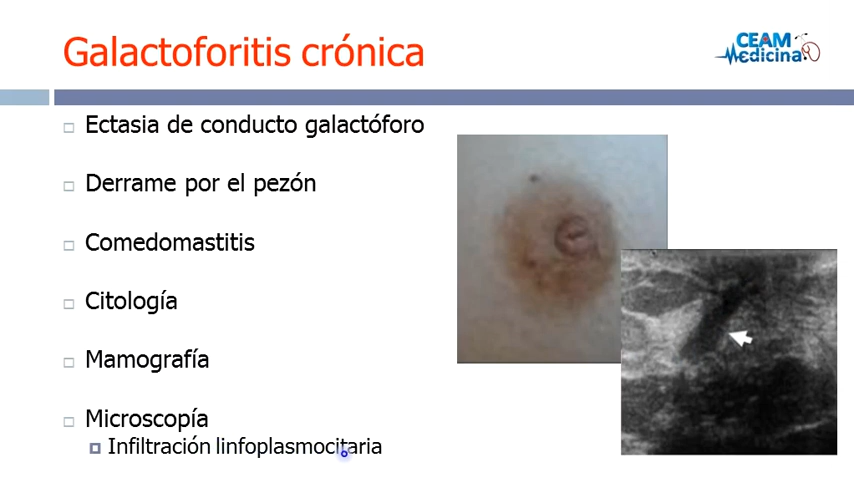 Galactoforitis crónica
CEAM
Medicina
Ectasia de conducto galactóforo
Derrame por el pezón
Comedomastitis
Citología
Mamografía
Microscopía
Infiltración linfoplasmocitaria